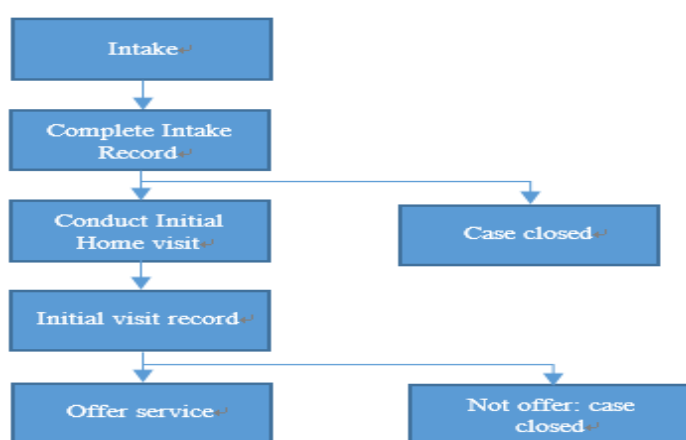 Intake
Complete Intake
Record
Conduct Initial
Home visit
Case closed
Initial visit record
Offer service
Not offer: case
closed